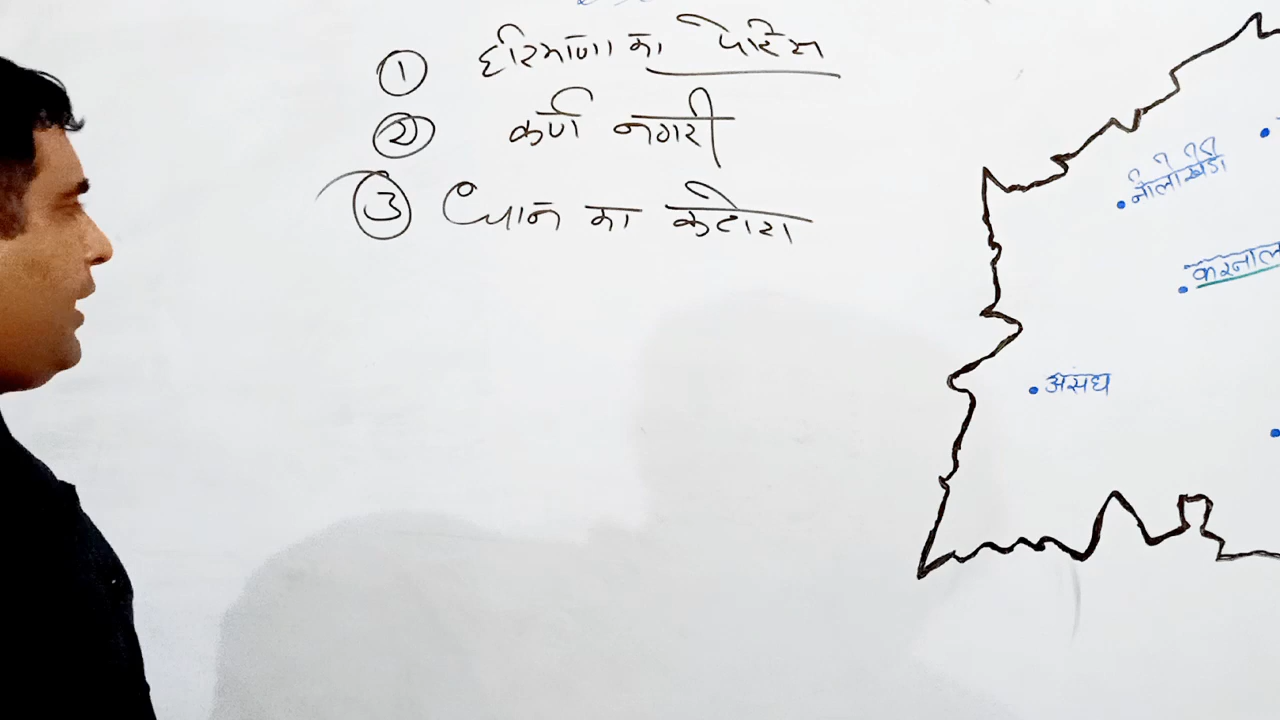 ① हरियाणा का पेरिस
② कर्ण नगरी
③ धान का कटोरा
नीलोखेडी
करनाल
असंध